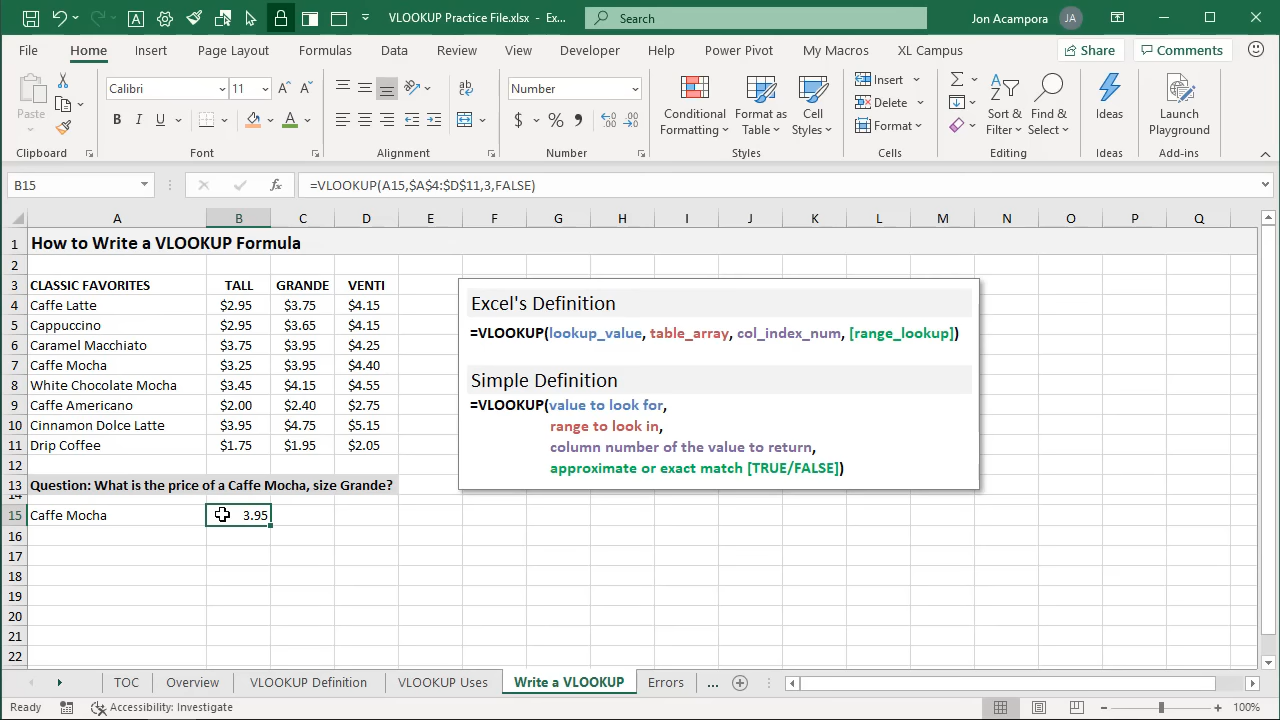 VLOOKUP Practice File.xlsx - Ex...
Search
Jon Acampora JA
File Home Insert Page Layout Formulas Data Review View Developer Help Power Pivot My Macros XL Campus Share Comments
Calibri 11 Number
Paste
Conditional Formatting Format as Table Cell Styles
Insert
Delete
Format
Sort & Filter Find & Select
Ideas
Launch Playground
Clipboard Font Alignment Number Styles Cells Editing Ideas Add-ins
B15 fx =VLOOKUP(A15,$A$4:$D$11,3,FALSE)
A B C D E F G H I J K L M N O P Q
1 How to Write a VLOOKUP Formula
2
3 CLASSIC FAVORITES TALL GRANDE VENTI
4 Caffe Latte $2.95 $3.75 $4.15
5 Cappuccino $2.95 $3.65 $4.15
6 Caramel Macchiato $3.75 $3.95 $4.25
7 Caffe Mocha $3.25 $3.95 $4.40
8 White Chocolate Mocha $3.45 $4.15 $4.55
9 Caffe Americano $2.00 $2.40 $2.75
10 Cinnamon Dolce Latte $3.95 $4.75 $5.15
11 Drip Coffee $1.75 $1.95 $2.05
12
13 Question: What is the price of a Caffe Mocha, size Grande?
14
15 Caffe Mocha 3.95
16
17
18
19
20
21
22
Excel's Definition
=VLOOKUP(lookup_value, table_array, col_index_num, [range_lookup])
Simple Definition
=VLOOKUP(value to look for,
range to look in,
column number of the value to return,
approximate or exact match [TRUE/FALSE])
TOC Overview VLOOKUP Definition VLOOKUP Uses Write a VLOOKUP Errors ...
Ready Accessibility: Investigate 100%